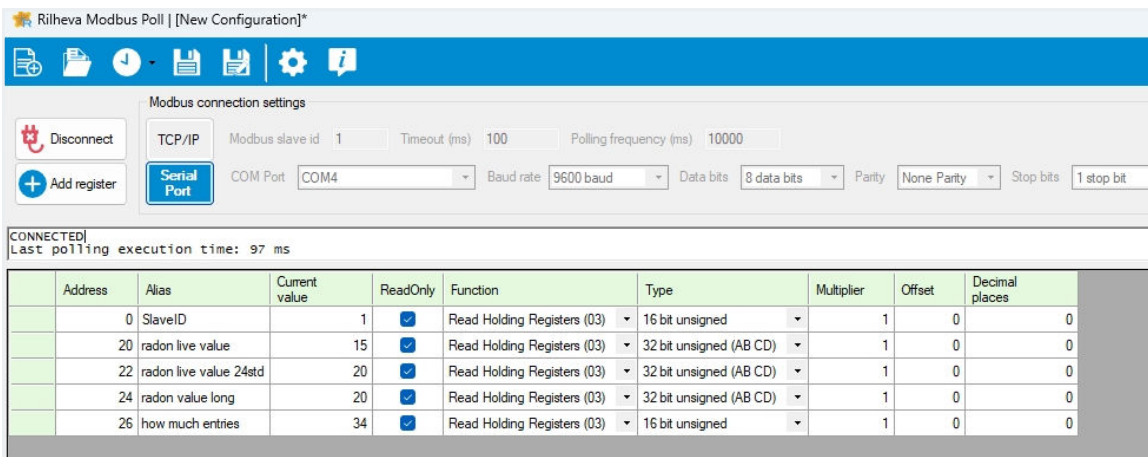 Rilheva Modbus Poll | [New Configuration]*
Modbus connection settings
Disconnect TCP/IP Modbus slave id 1 Timeout (ms) 100 Polling frequency (ms) 10000
Add register Serial Port COM Port COM4 Baud rate 9600 baud Data bits 8 data bits Parity None Parity Stop bits 1 stop bit
CONNECTED
Last polling execution time: 97 ms
Address Alias Current value ReadOnly Function Type Multiplier Offset Decimal places
0 SlaveID 1 Read Holding Registers (03) 16 bit unsigned 1 0 0
20 radon live value 15 Read Holding Registers (03) 32 bit unsigned (AB CD) 1 0 0
22 radon live value 24std 20 Read Holding Registers (03) 32 bit unsigned (AB CD) 1 0 0
24 radon value long 20 Read Holding Registers (03) 32 bit unsigned (AB CD) 1 0 0
26 how much entries 34 Read Holding Registers (03) 16 bit unsigned 1 0 0